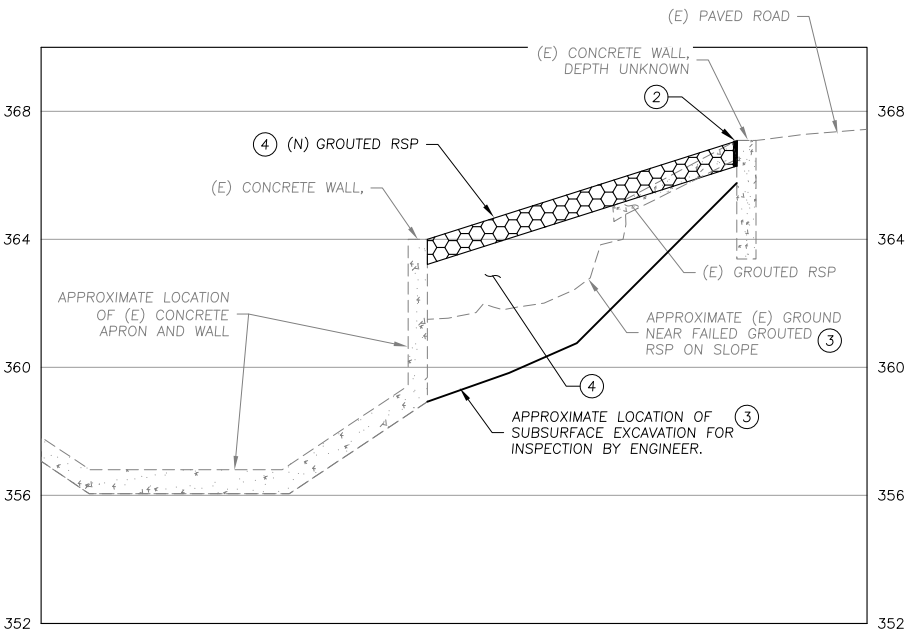 (E) PAVED ROAD
(E) CONCRETE WALL,
DEPTH UNKNOWN
2
368
368
4 (N) GROUTED RSP
(E) CONCRETE WALL,
364
364
(E) GROUTED RSP
APPROXIMATE LOCATION
OF (E) CONCRETE
APRON AND WALL
APPROXIMATE (E) GROUND
NEAR FAILED GROUTED
RSP ON SLOPE
3
360
360
4
APPROXIMATE LOCATION OF
SUBSURFACE EXCAVATION FOR
INSPECTION BY ENGINEER.
3
356
356
352
352